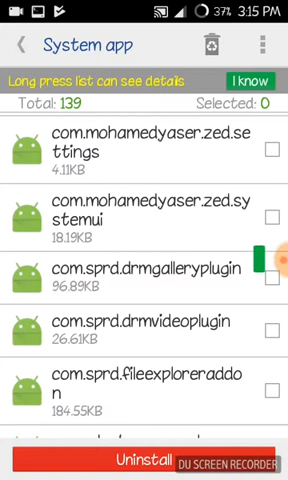 37% 3:15 PM
System app
Long press list can see details
I know
Total: 139
Selected: 0
com.mohamedyaser.zed.se
ttings
4.11KB
com.mohamedyaser.zed.sy
stemui
18.19KB
com.sprd.drmgalleryplugin
96.89KB
com.sprd.drmvideoplugin
26.61KB
com.sprd.fileexploreraddo
n
184.55KB
Uninstall
DU SCREEN RECORDER